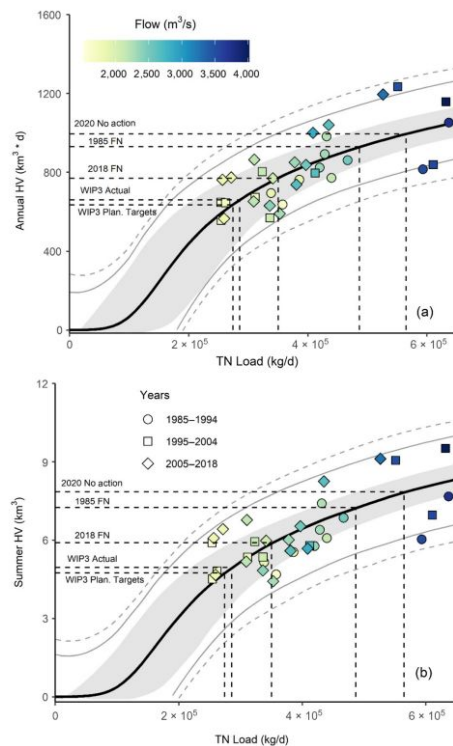 Flow (m³/s)
2,000 2,500 3,000 3,500 4,000
Annual HV (km³ * d)
1600
1200
800
400
0
2020 No action
1985 FN
2018 FN
WIP3 Actual
WIP3 Plan. Targets
(a)
0 2 x 10⁵ 4 x 10⁵ 6 x 10⁵
TN Load (kg/d)
Summer HV (km³)
12
9
6
3
0
Years
1985–1994
1995–2004
2005–2018
2020 No action
1985 FN
2018 FN
WIP3 Actual
WIP3 Plan. Targets
(b)
0 2 x 10⁵ 4 x 10⁵ 6 x 10⁵
TN Load (kg/d)